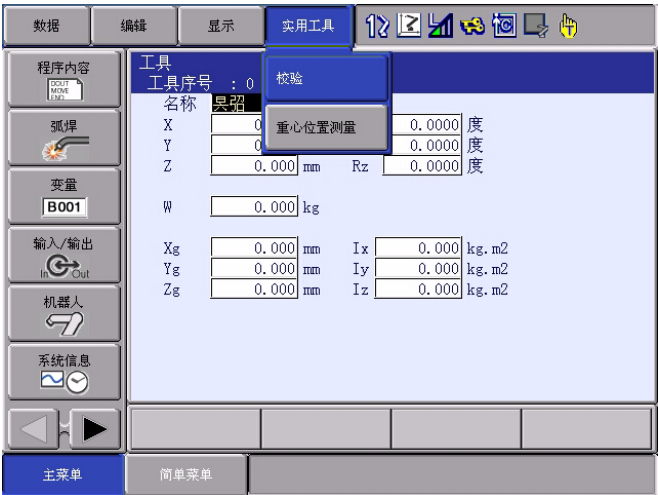 数据 编辑 显示 实用工具
程序内容
DOUT
MOVE
END
弧焊
变量
B001
输入/输出
In Out
机器人
系统信息
工具
工具序号 : 0
校验
重心位置测量
名称
X 0 0.0000 度
Y 0 0.0000 度
Z 0.000 mm Rz 0.0000 度
W 0.000 kg
Xg 0.000 mm Ix 0.000 kg.m2
Yg 0.000 mm Iy 0.000 kg.m2
Zg 0.000 mm Iz 0.000 kg.m2
主菜单 简单菜单